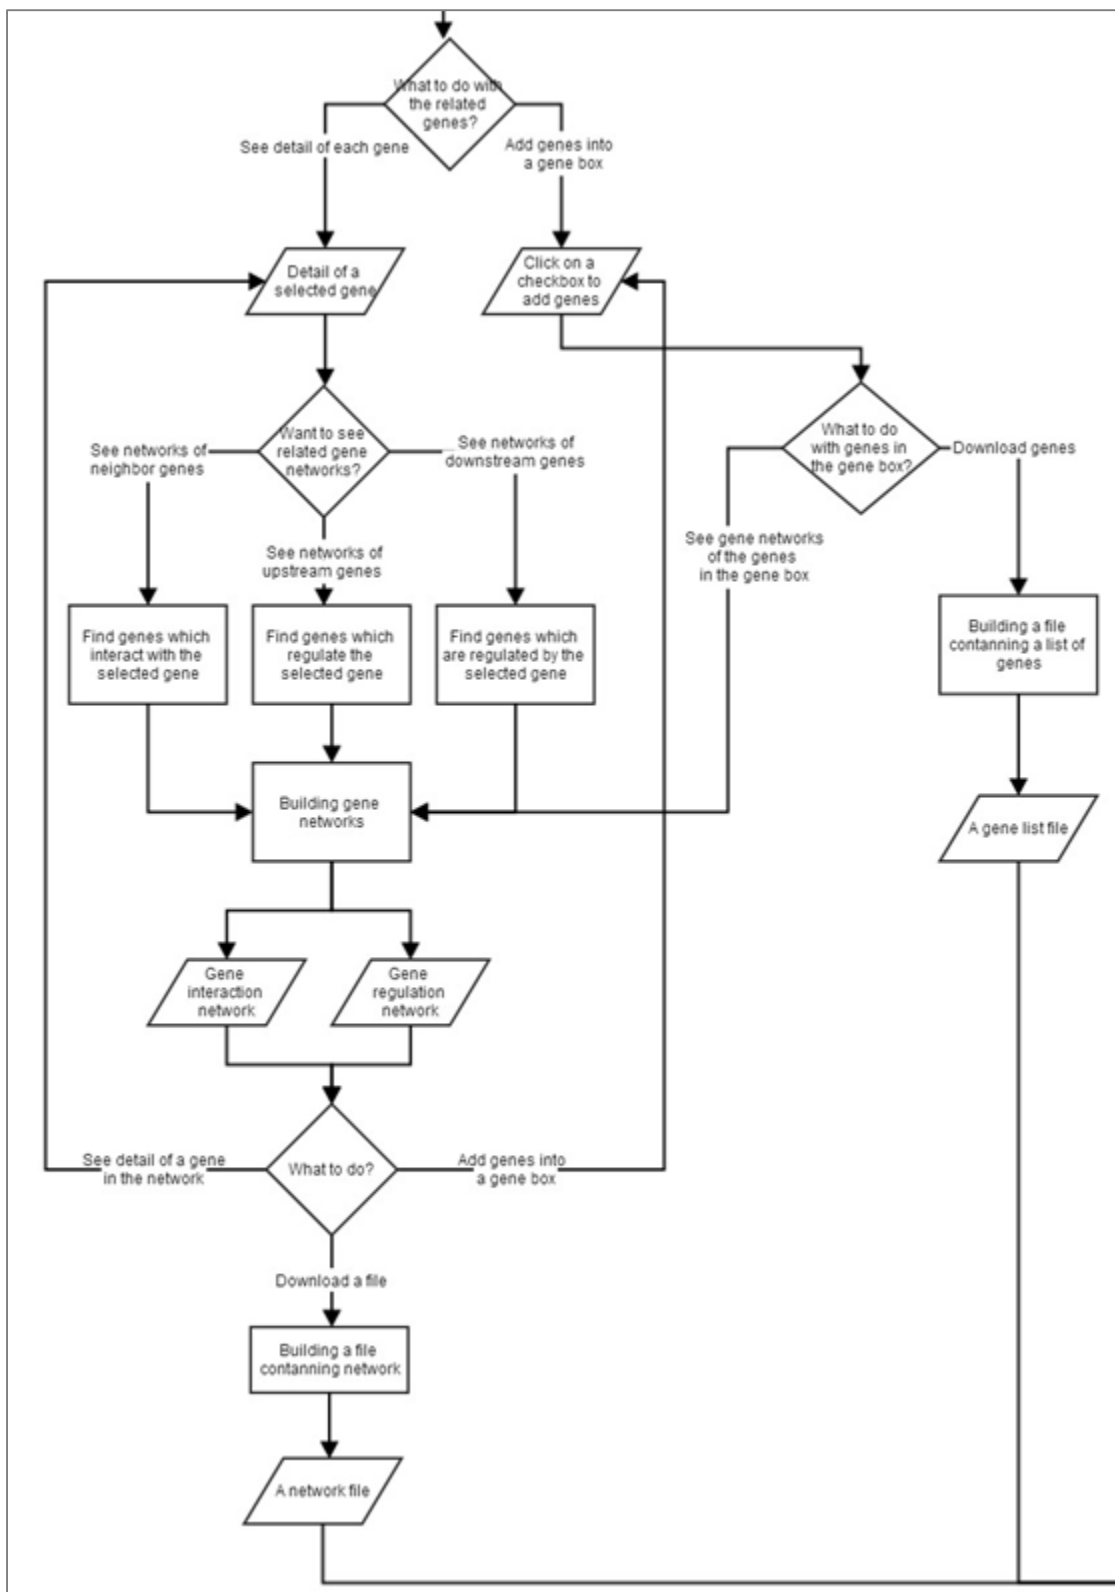 What to do with
the related
genes?
See detail of each gene
Add genes into
a gene box
Detail of a
selected gene
Click on a
checkbox to
add genes
Want to see
related gene
networks?
See networks of
neighbor genes
See networks of
downstream genes
See networks of
upstream genes
What to do
with genes in
the gene box?
Download genes
See gene networks
of the genes
in the gene box
Find genes which
interact with the
selected gene
Find genes which
regulate the
selected gene
Find genes which
are regulated by the
selected gene
Building a file
contanning a list of
genes
Building gene
networks
A gene list file
Gene
interaction
network
Gene
regulation
network
What to do?
See detail of a gene
in the network
Add genes into
a gene box
Download a file
Building a file
contanning network
A network file